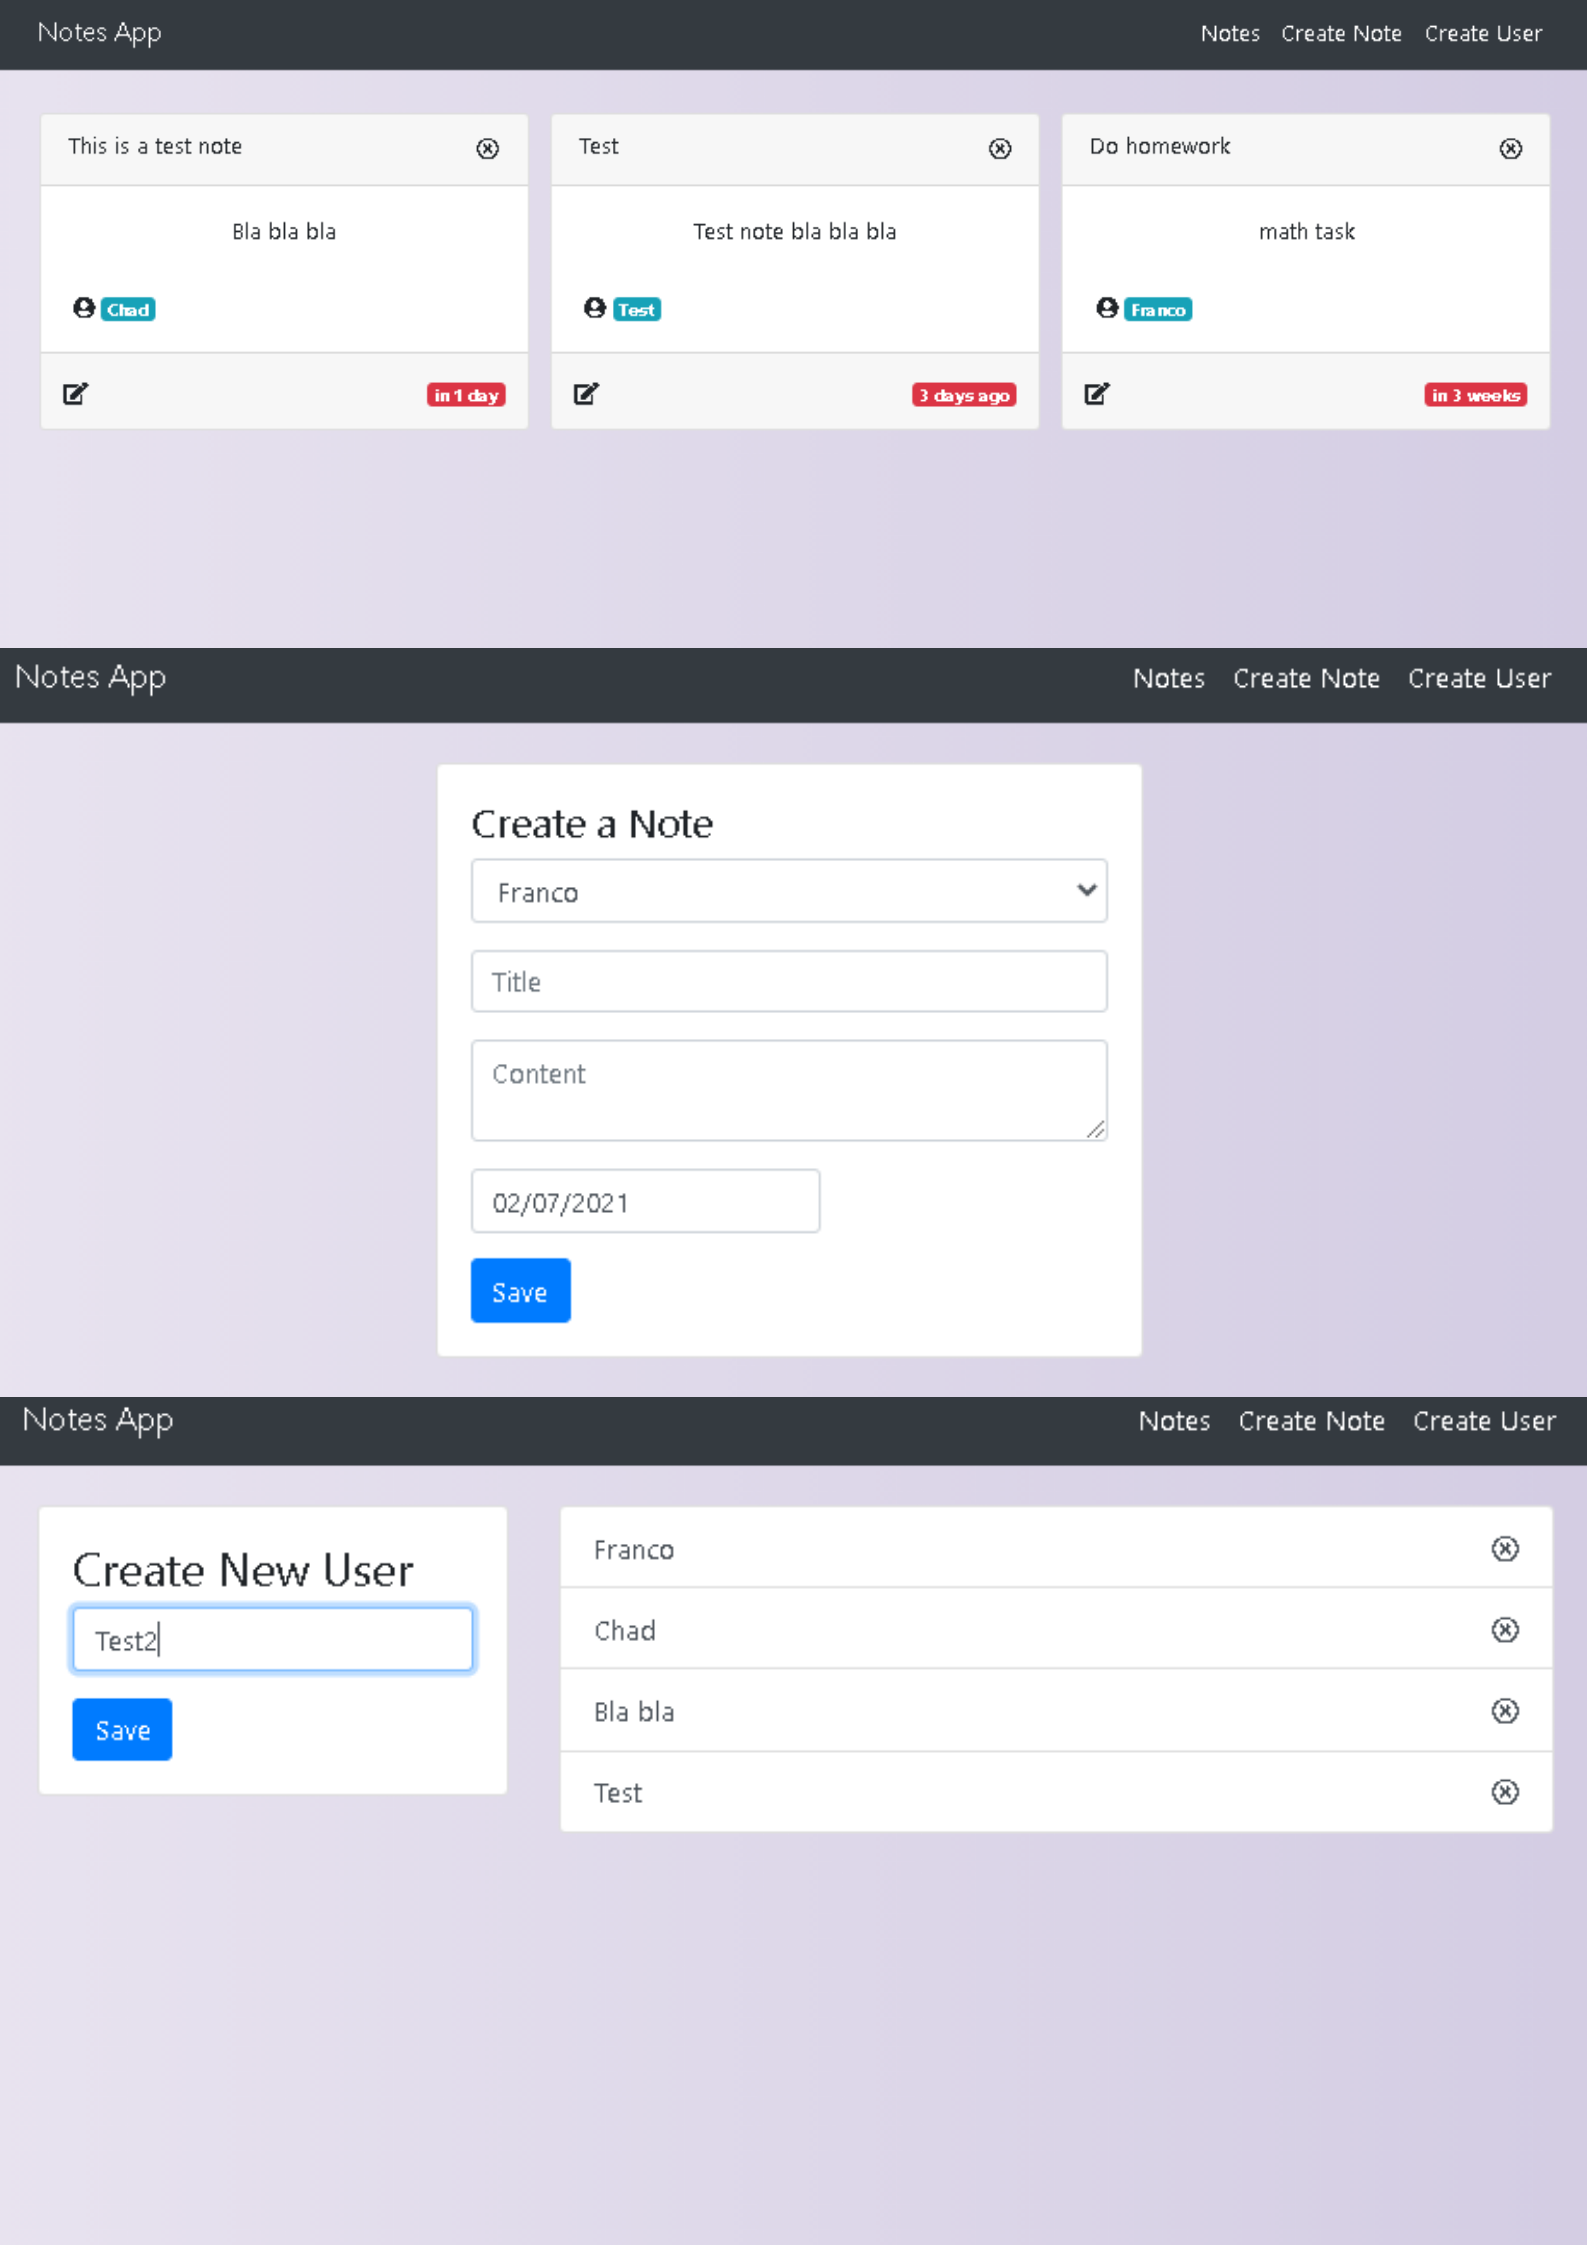 Notes App Notes Create Note Create User
This is a test note
Bla bla bla
Chad
in 1 day
Test
Test note bla bla bla
Test
3 days ago
Do homework
math task
Franco
in 3 weeks
Notes App Notes Create Note Create User
Create a Note
Franco
Title
Content
02/07/2021
Save
Notes App Notes Create Note Create User
Create New User
Test2
Save
Franco
Chad
Bla bla
Test